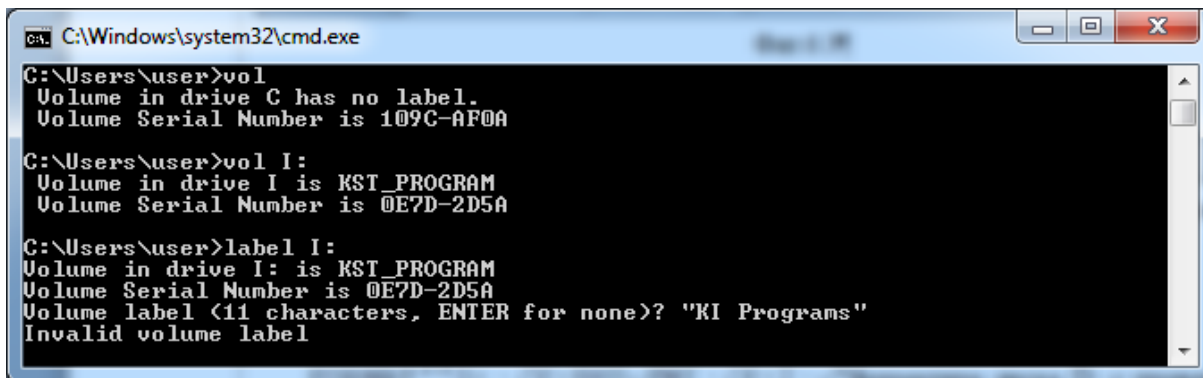 C:\Windows\system32\cmd.exe
C:\Users\user>vol
Volume in drive C has no label.
Volume Serial Number is 109C-AF0A
C:\Users\user>vol I:
Volume in drive I is KST_PROGRAM
Volume Serial Number is 0E7D-2D5A
C:\Users\user>label I:
Volume in drive I: is KST_PROGRAM
Volume Serial Number is 0E7D-2D5A
Volume label (11 characters, ENTER for none)? "KI Programs"
Invalid volume label